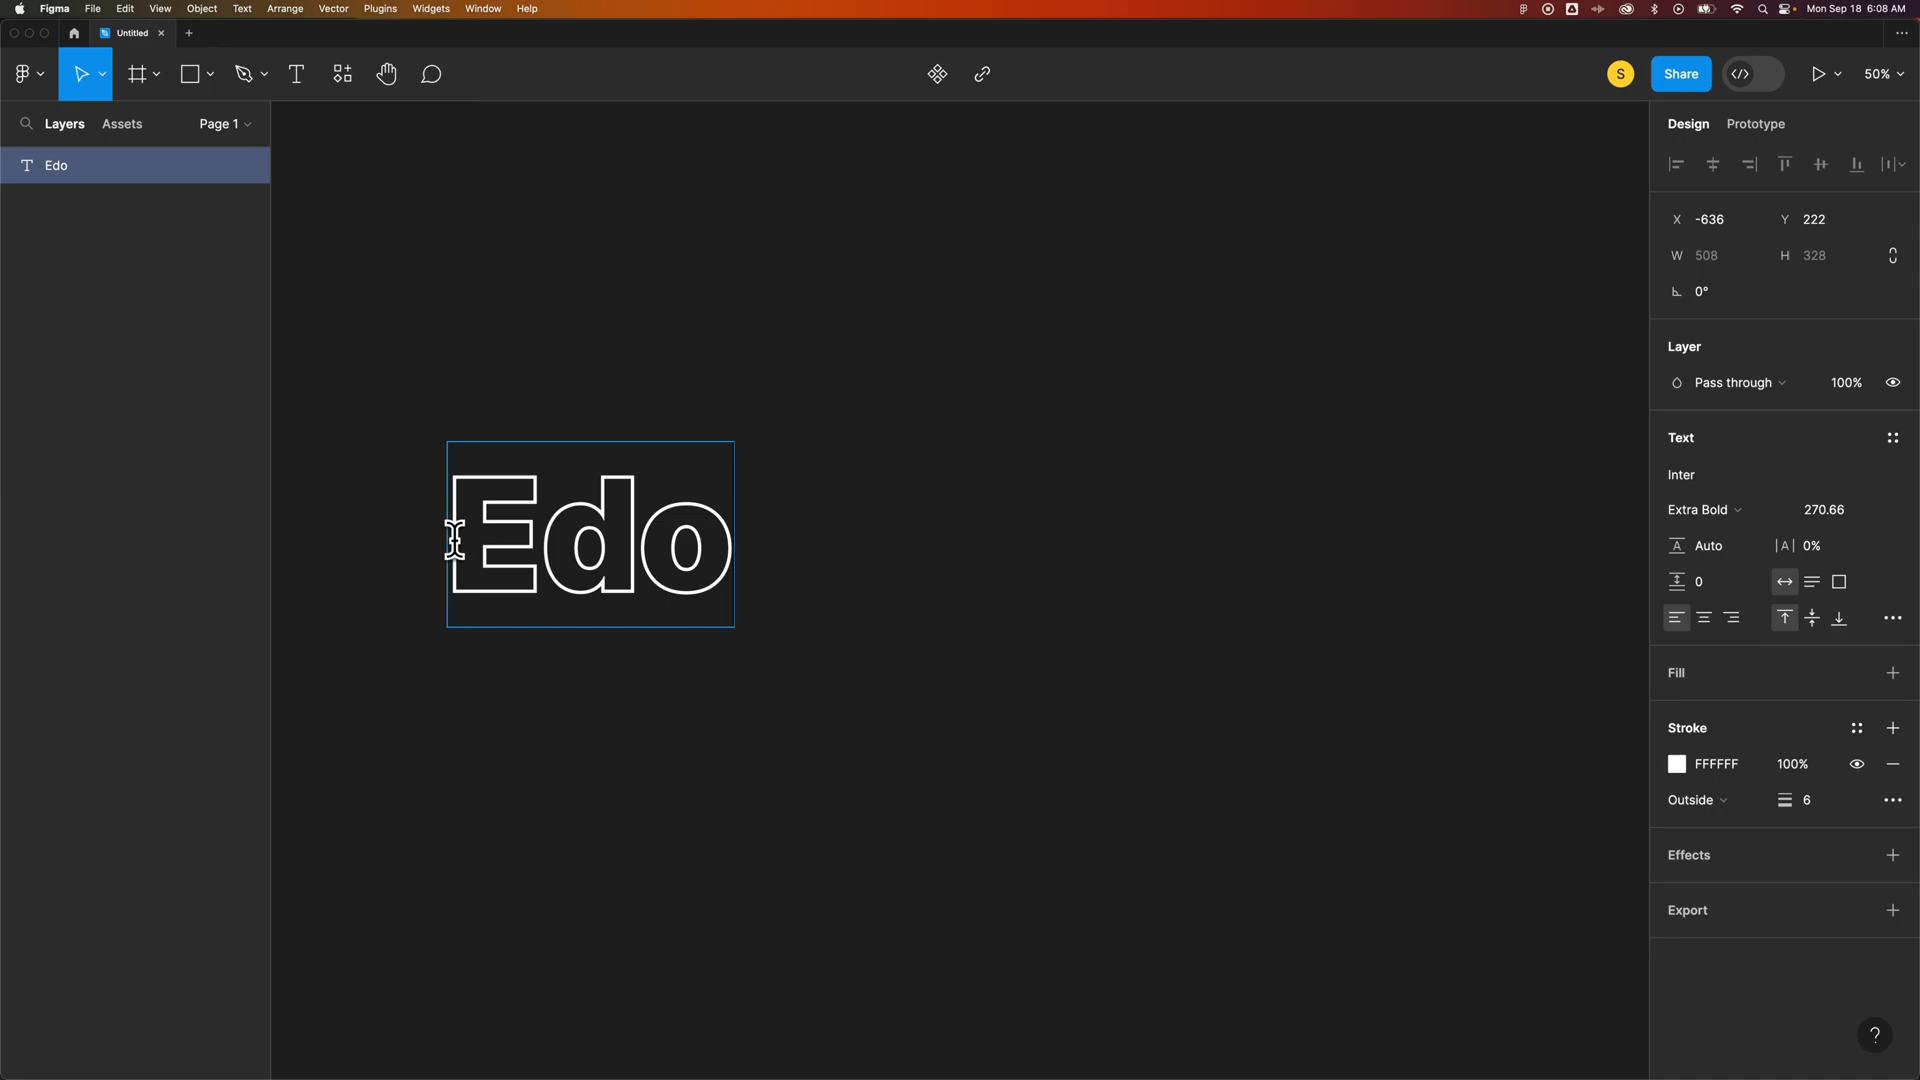 Figma File Edit View Object Text Arrange Vector Plugins Widgets Window Help Mon Sep 18 6:08 AM
Untitled
S Share 50%
Layers Assets Page 1
Design Prototype
Edo
X -636 Y 222
W 508 H 328
0°
Layer
Pass through 100%
Text
Inter
Extra Bold 270.66
Auto |A| 0%
0
Edo
Fill
Stroke
FFFFFF 100%
Outside 6
Effects
Export
?